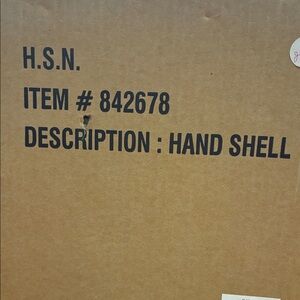 H.S.N.
ITEM # 842678
DESCRIPTION : HAND SHELL